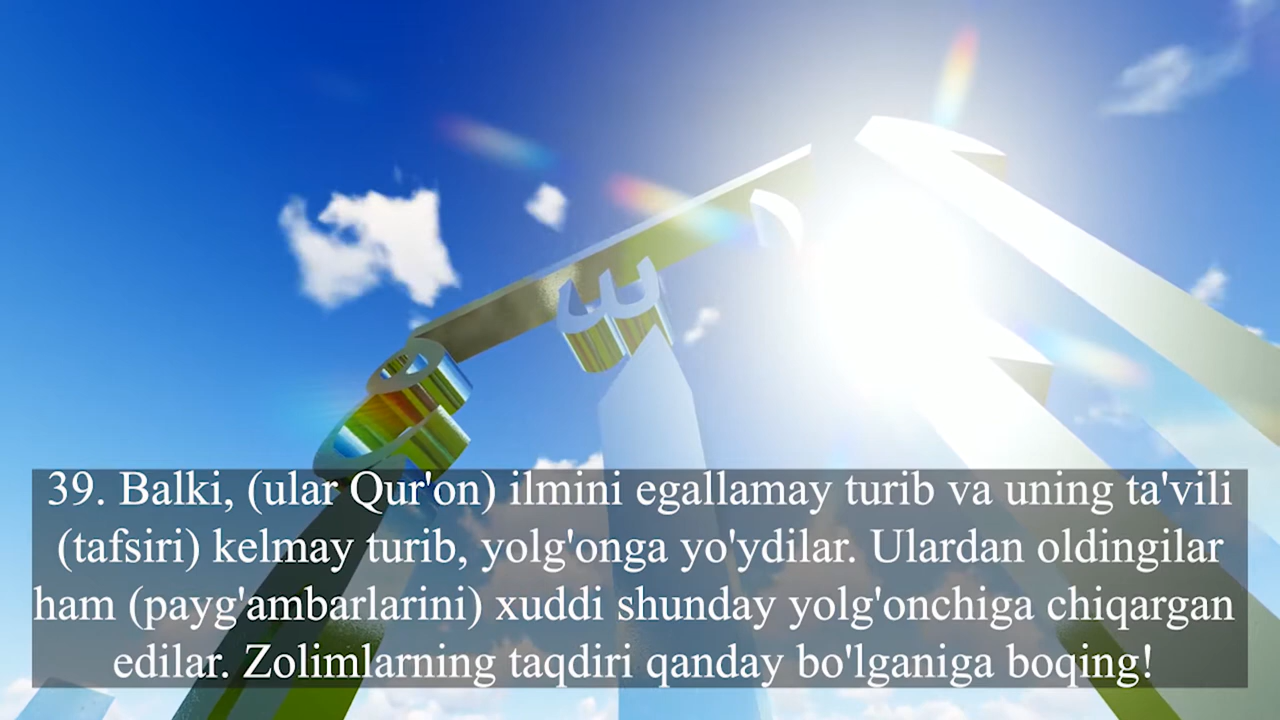 39. Balki, (ular Qur'on) ilmini egallamay turib va uning ta'vili
(tafsiri) kelmay turib, yolg'onga yo'ydilar. Ulardan oldingilar
ham (payg'ambarlarini) xuddi shunday yolg'onchiga chiqargan
edilar. Zolimlarning taqdiri qanday bo'lganiga boqing!